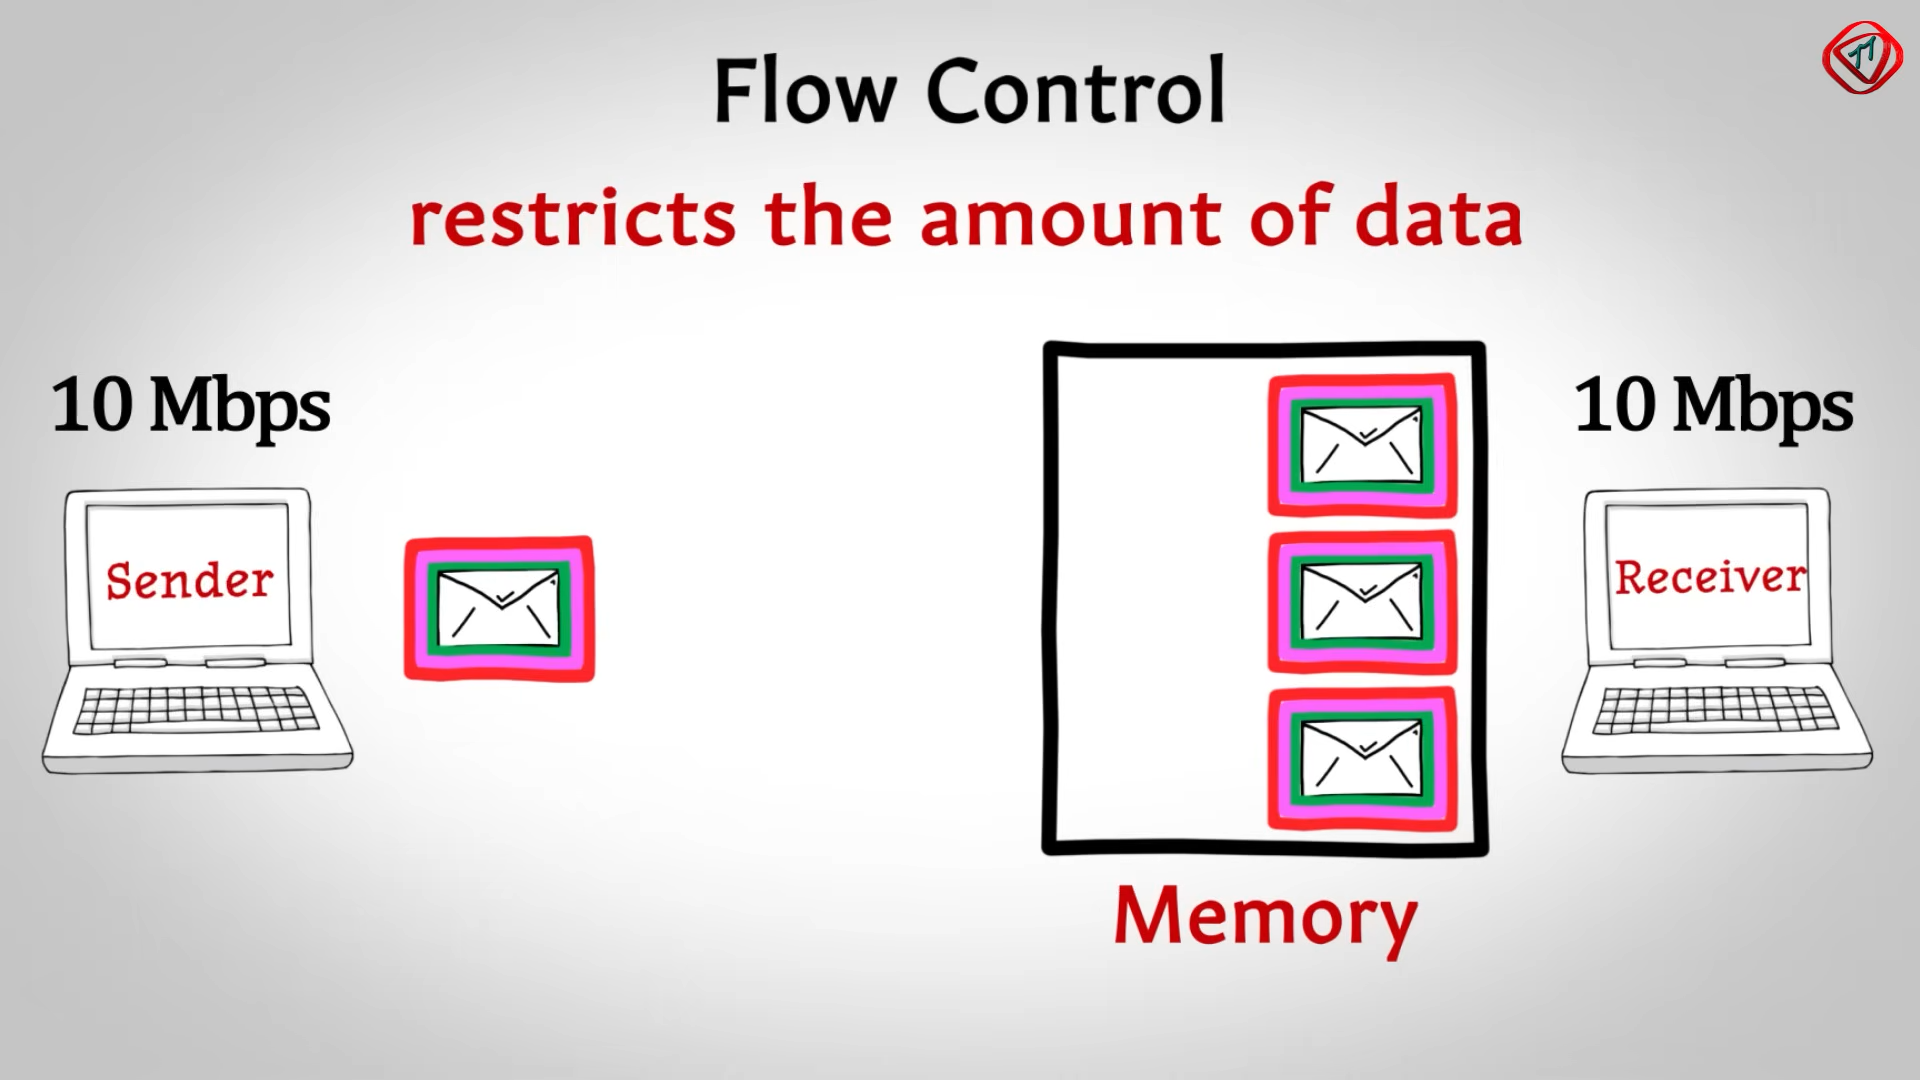 Flow Control
restricts the amount of data
10 Mbps
10 Mbps
Sender
Receiver
Memory